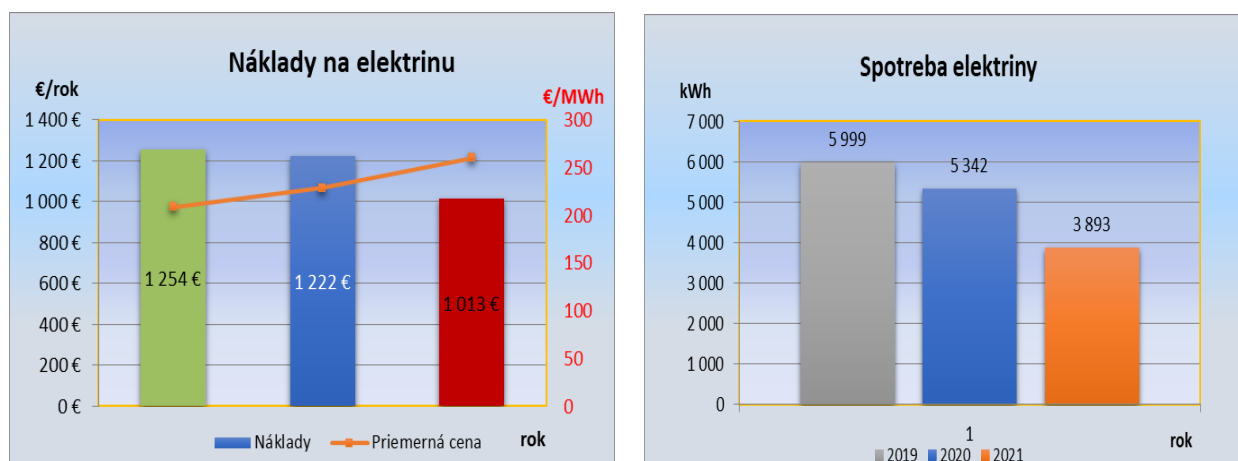 Náklady na elektrinu
€/rok
€/MWh
1 400 €
1 200 €
1 000 €
800 €
600 €
400 €
200 €
0 €
1 254 €
1 222 €
1 013 €
300
250
200
150
100
50
0
Náklady
Priemerná cena
rok
Spotreba elektriny
kWh
7 000
6 000
5 000
4 000
3 000
2 000
1 000
0
5 999
5 342
3 893
1
rok
2019 2020 2021